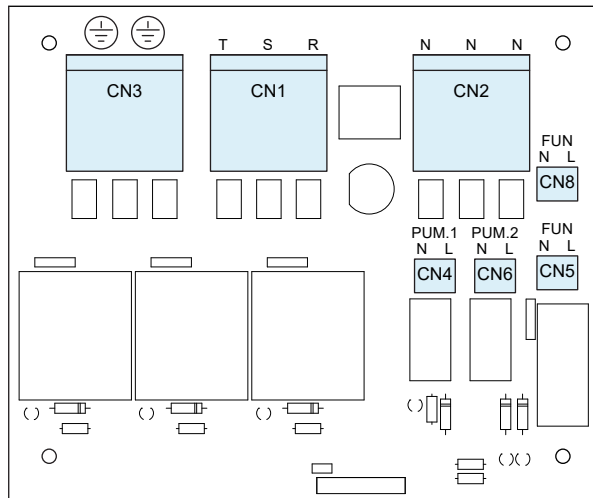 T S R
N N N
CN3
CN1
CN2
FUN
N L
CN8
PUM.1
N L
CN4
PUM.2
N L
CN6
FUN
N L
CN5